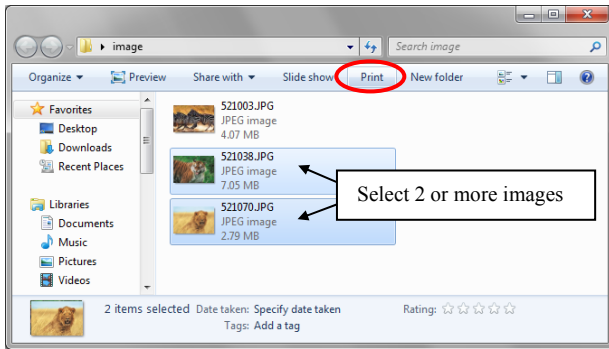 image
Search image
Organize Preview Share with Slide show Print New folder
Favorites
Desktop
Downloads
Recent Places
Libraries
Documents
Music
Pictures
Videos
521003.JPG
JPEG image
4.07 MB
521038.JPG
JPEG image
7.05 MB
521070.JPG
JPEG image
2.79 MB
Select 2 or more images
2 items selected Date taken: Specify date taken Rating: ☆☆☆☆☆
Tags: Add a tag